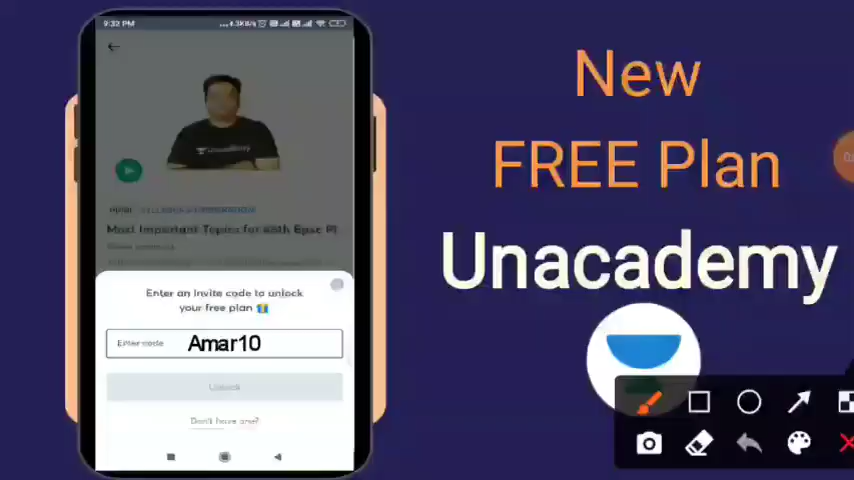 9:32 PM
New
FREE Plan
Unacademy
Most Important Topics for 66th Bpsc Pt
Enter an invite code to unlock
your free plan
Enter code Amar10
Unlock
Don't have one?